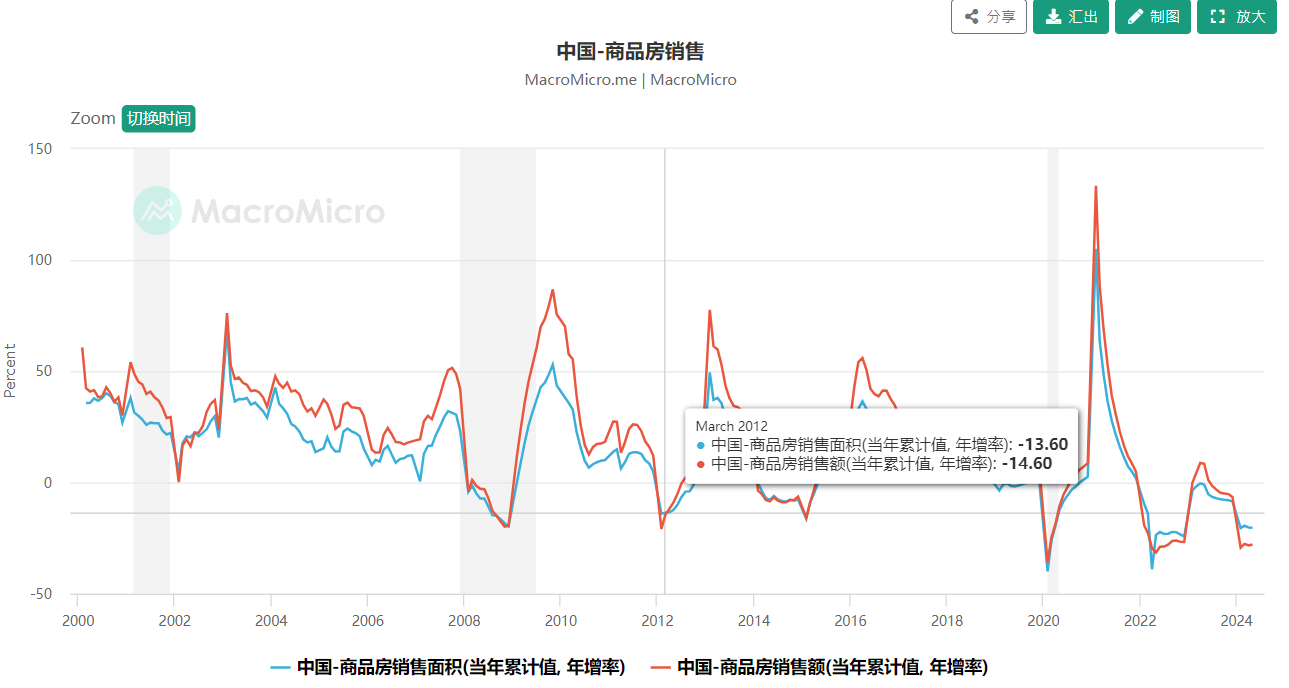 分享 汇出 制图 放大
中国-商品房销售
MacroMicro.me | MacroMicro
Zoom 切换时间
150
MacroMicro
100
Percent
50
March 2012
中国-商品房销售面积(当年累计值, 年增率): -13.60
中国-商品房销售额(当年累计值, 年增率): -14.60
0
-50
2000 2002 2004 2006 2008 2010 2012 2014 2016 2018 2020 2022 2024
中国-商品房销售面积(当年累计值, 年增率) 中国-商品房销售额(当年累计值, 年增率)